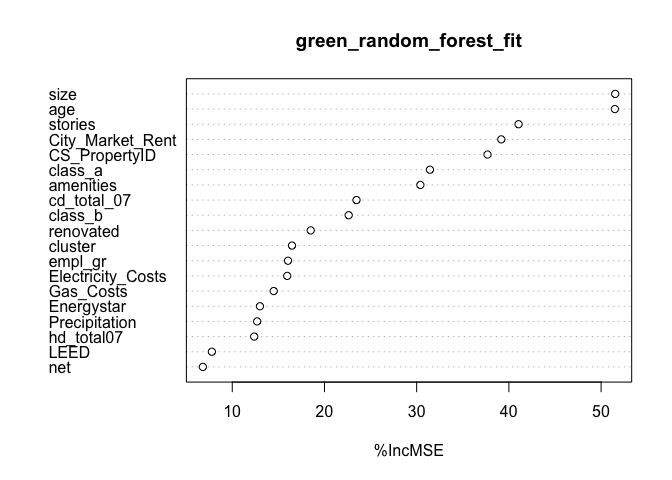 green_random_forest_fit
size
age
stories
City_Market_Rent
CS_PropertyID
class_a
amenities
cd_total_07
class_b
renovated
cluster
empl_gr
Electricity_Costs
Gas_Costs
Energystar
Precipitation
hd_total07
LEED
net
10 20 30 40 50
%IncMSE